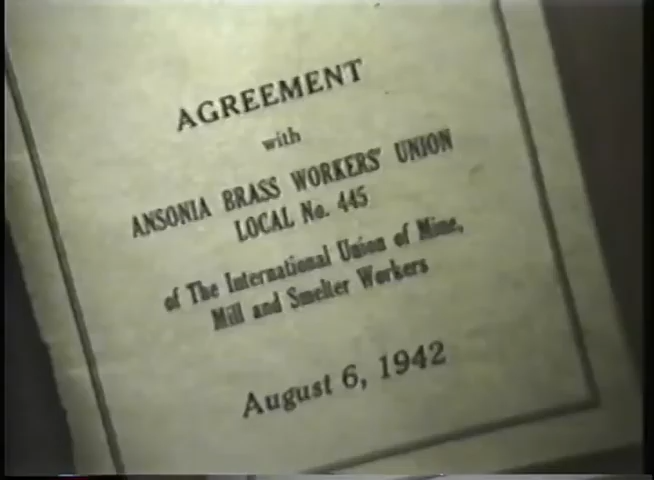 AGREEMENT
with
ANSONIA BRASS WORKERS' UNION
LOCAL No. 445
of The International Union of Mine,
Mill and Smelter Workers
August 6, 1942